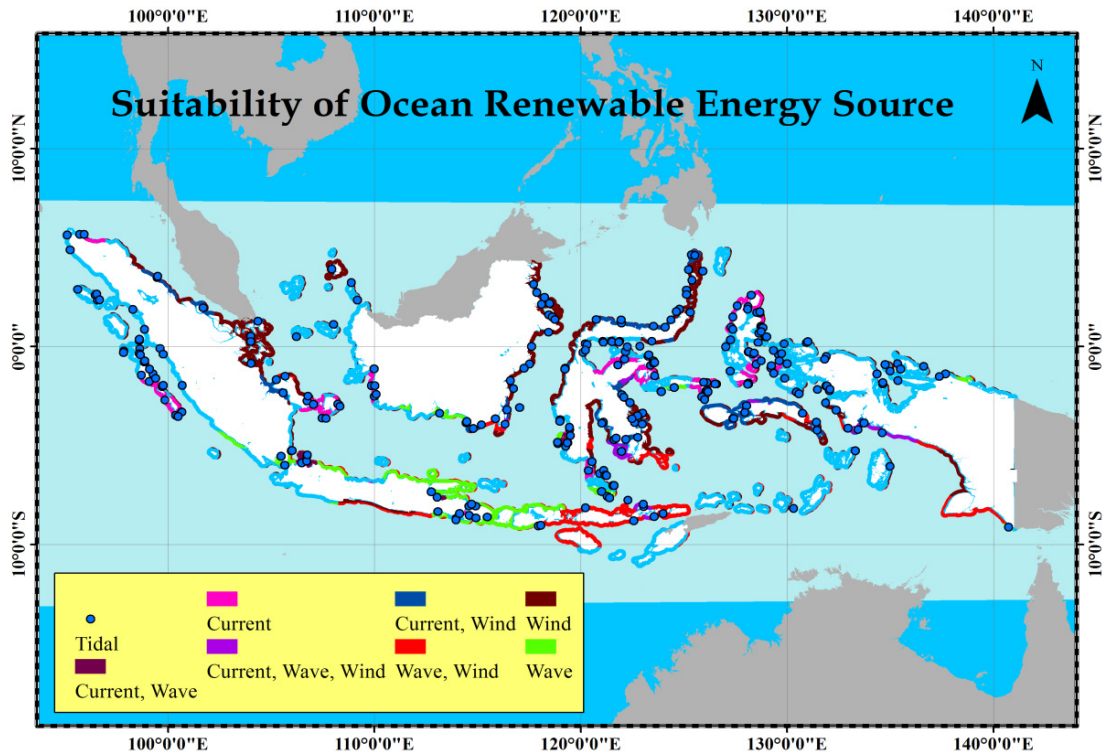 100°0'0"E 110°0'0"E 120°0'0"E 130°0'0"E 140°0'0"E
N
Suitability of Ocean Renewable Energy Source
10°0'0"N 10°0'0"N
0°0'0" 0°0'0"
10°0'0"S 10°0'0"S
Current Current, Wind Wind
Tidal
Current, Wave, Wind Wave, Wind Wave
Current, Wave
100°0'0"E 110°0'0"E 120°0'0"E 130°0'0"E 140°0'0"E